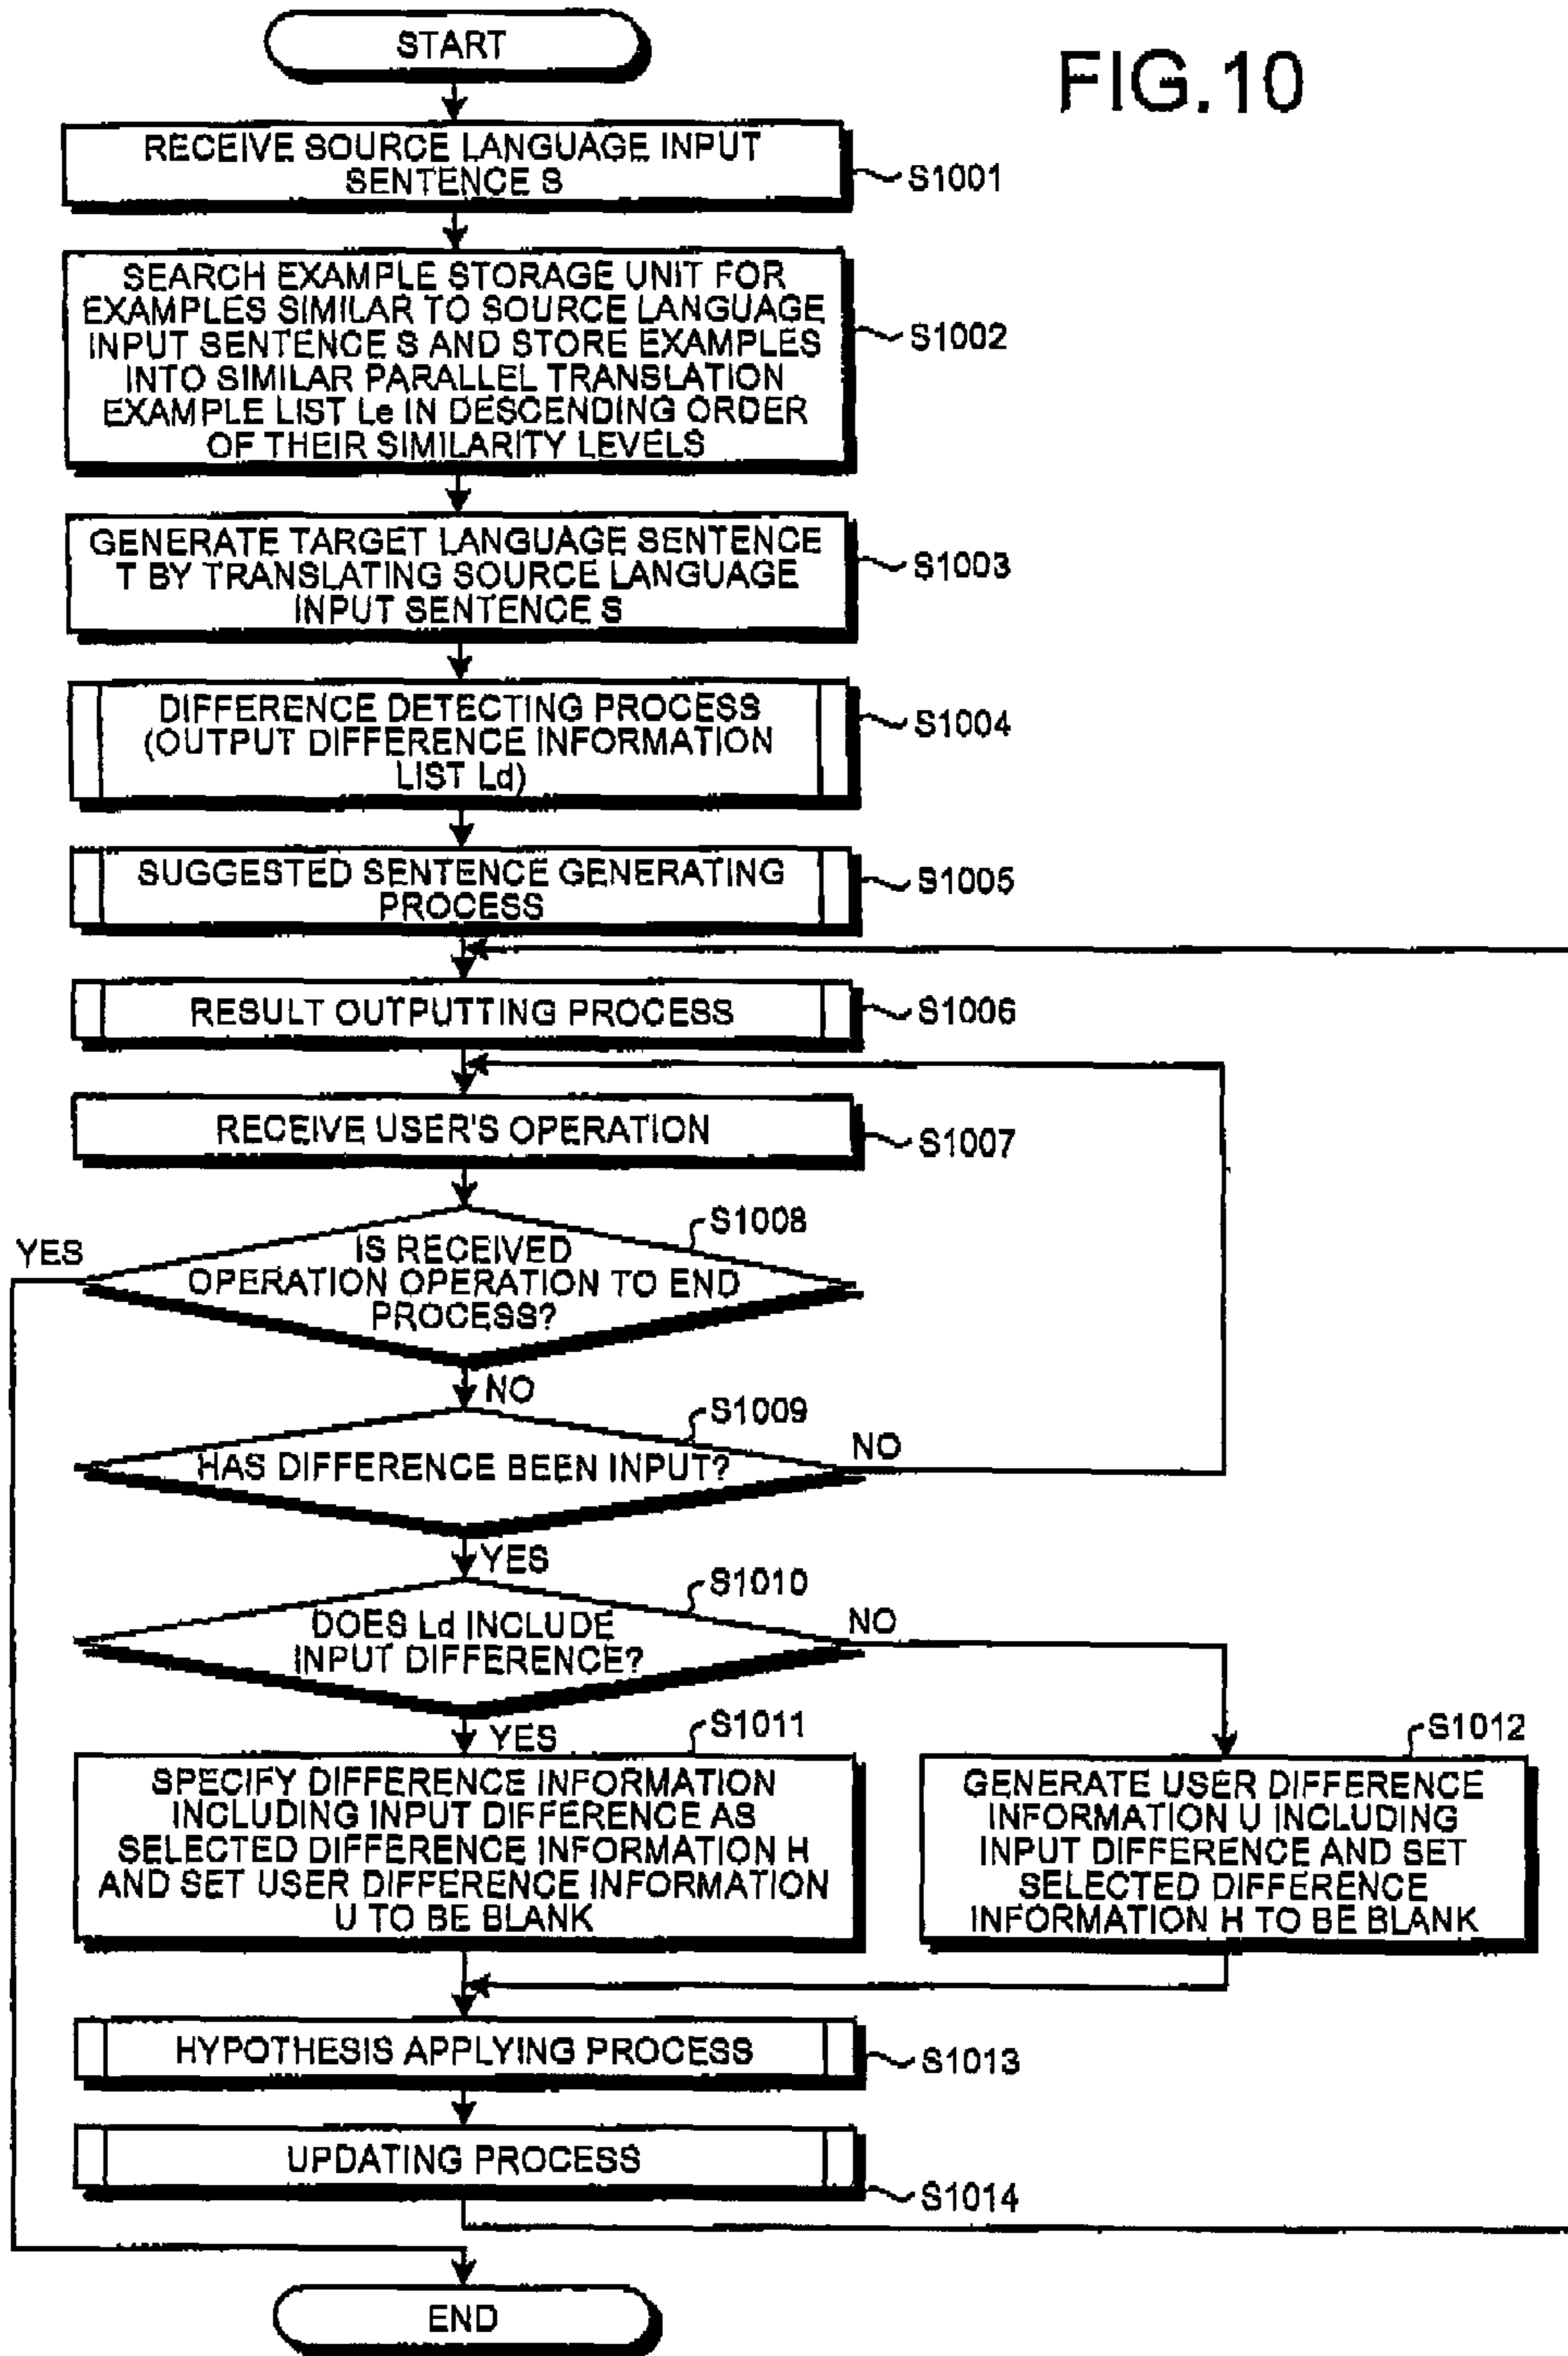 FIG.10
START
RECEIVE SOURCE LANGUAGE INPUT
SENTENCE S
S1001
SEARCH EXAMPLE STORAGE UNIT FOR
EXAMPLES SIMILAR TO SOURCE LANGUAGE
INPUT SENTENCE S AND STORE EXAMPLES
INTO SIMILAR PARALLEL TRANSLATION
EXAMPLE LIST Le IN DESCENDING ORDER
OF THEIR SIMILARITY LEVELS
S1002
GENERATE TARGET LANGUAGE SENTENCE
T BY TRANSLATING SOURCE LANGUAGE
INPUT SENTENCE S
S1003
DIFFERENCE DETECTING PROCESS
(OUTPUT DIFFERENCE INFORMATION
LIST Ld)
S1004
SUGGESTED SENTENCE GENERATING
PROCESS
S1005
RESULT OUTPUTTING PROCESS
S1006
RECEIVE USER'S OPERATION
S1007
S1008
YES
IS RECEIVED
OPERATION OPERATION TO END
PROCESS?
NO
S1009
HAS DIFFERENCE BEEN INPUT?
NO
YES
S1010
DOES Ld INCLUDE
INPUT DIFFERENCE?
NO
YES
S1011
SPECIFY DIFFERENCE INFORMATION
INCLUDING INPUT DIFFERENCE AS
SELECTED DIFFERENCE INFORMATION H
AND SET USER DIFFERENCE INFORMATION
U TO BE BLANK
S1012
GENERATE USER DIFFERENCE
INFORMATION U INCLUDING
INPUT DIFFERENCE AND SET
SELECTED DIFFERENCE
INFORMATION H TO BE BLANK
HYPOTHESIS APPLYING PROCESS
S1013
UPDATING PROCESS
S1014
END